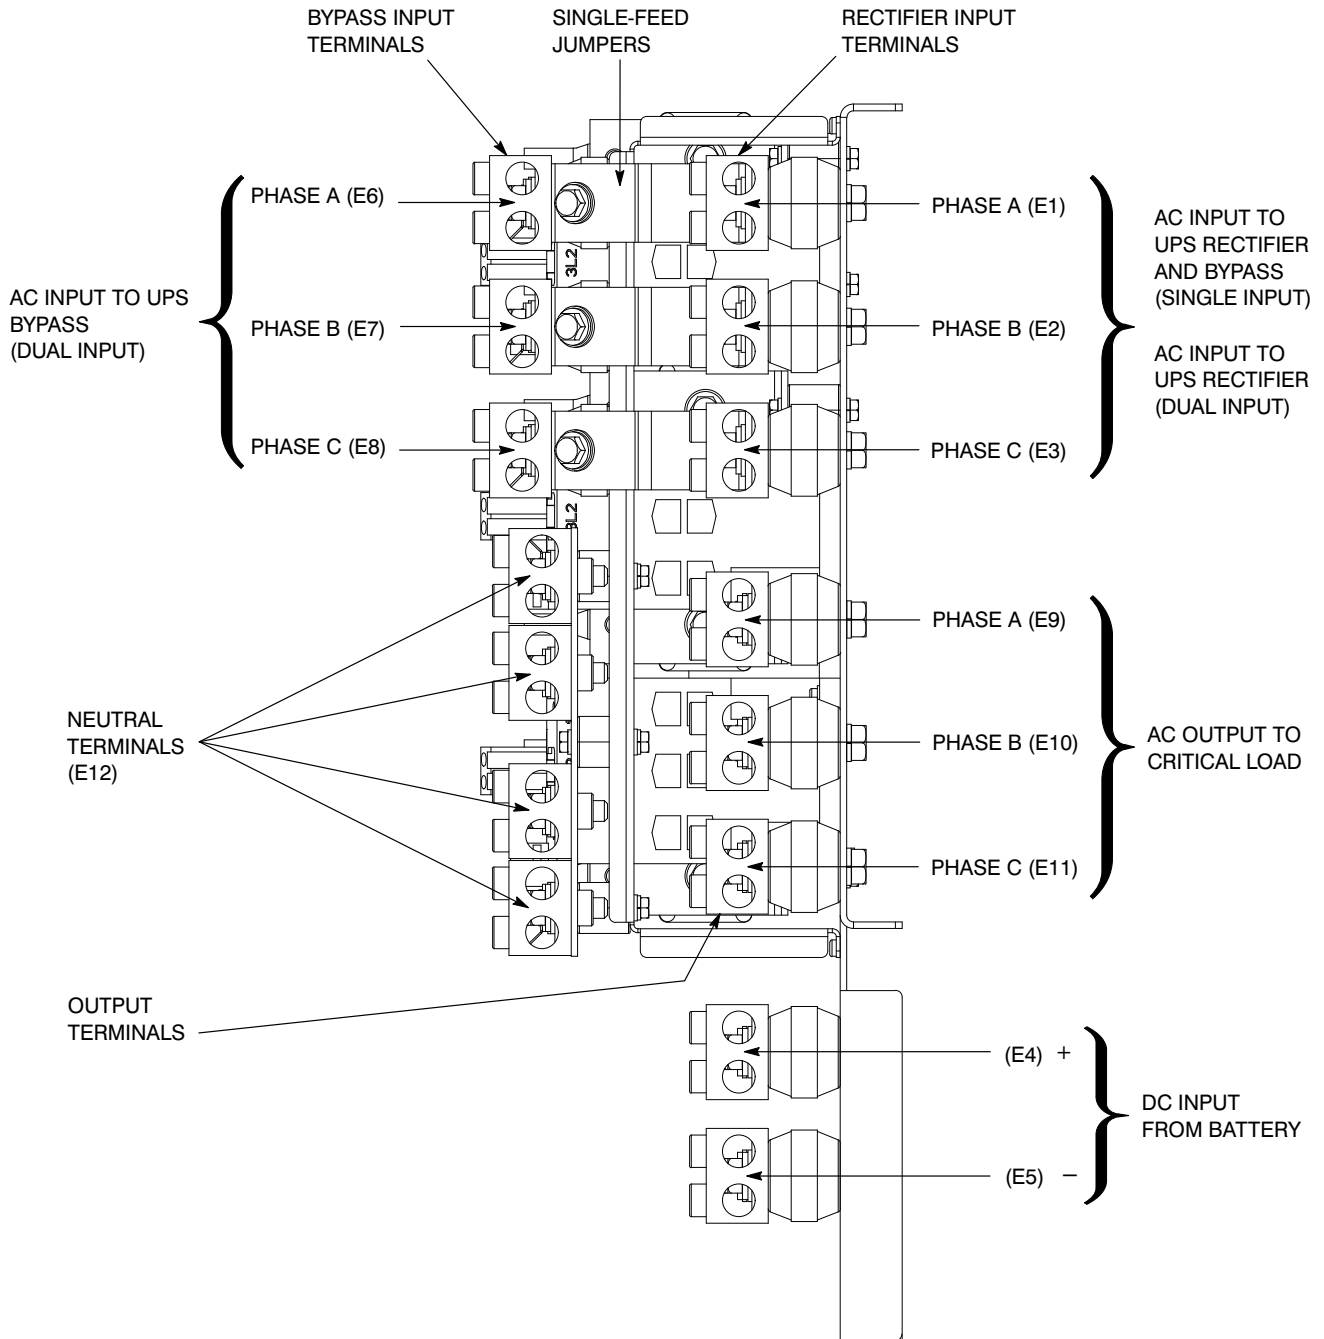 BYPASS INPUT
TERMINALS
SINGLE-FEED
JUMPERS
RECTIFIER INPUT
TERMINALS
PHASE A (E6)
PHASE A (E1)
AC INPUT TO
UPS RECTIFIER
AND BYPASS
(SINGLE INPUT)
3L2
AC INPUT TO UPS
BYPASS
(DUAL INPUT)
PHASE B (E7)
PHASE B (E2)
AC INPUT TO
UPS RECTIFIER
(DUAL INPUT)
PHASE C (E8)
PHASE C (E3)
3L2
PHASE A (E9)
NEUTRAL
TERMINALS
(E12)
PHASE B (E10)
AC OUTPUT TO
CRITICAL LOAD
PHASE C (E11)
OUTPUT
TERMINALS
(E4) +
DC INPUT
FROM BATTERY
(E5) −